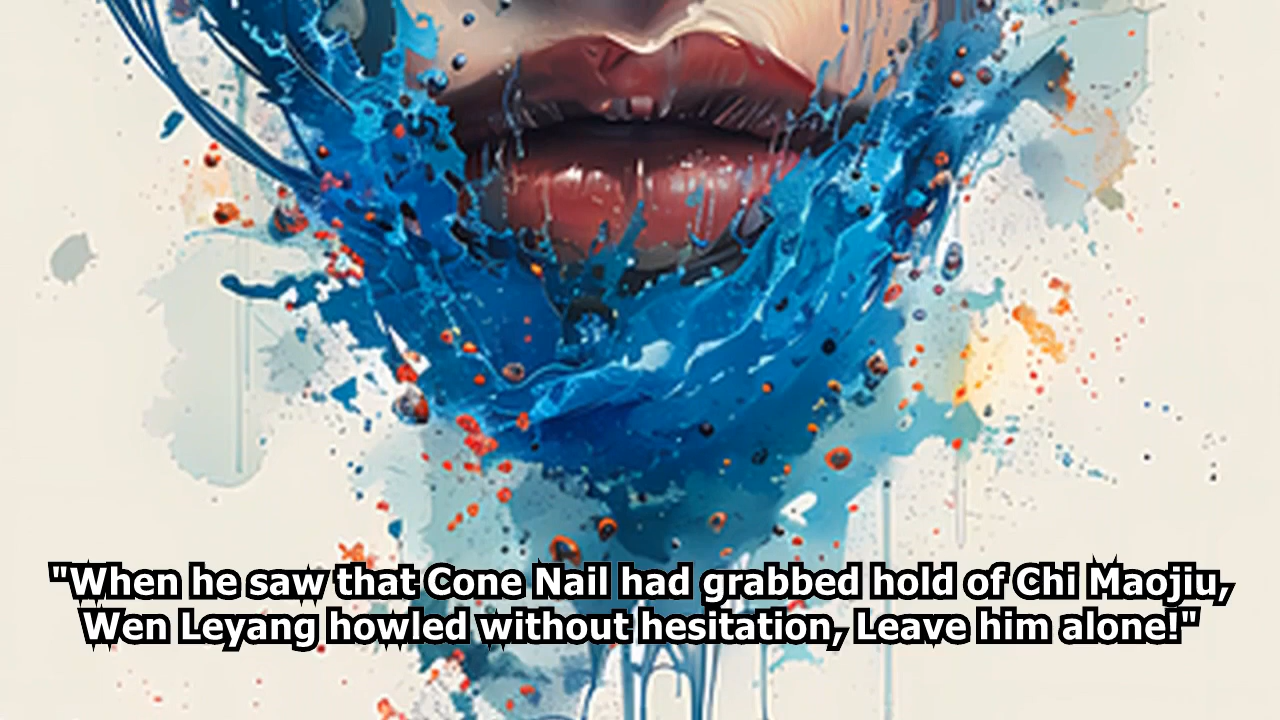 "When he saw that Cone Nail had grabbed hold of Chi Maojiu,
Wen Leyang howled without hesitation, Leave him alone!"